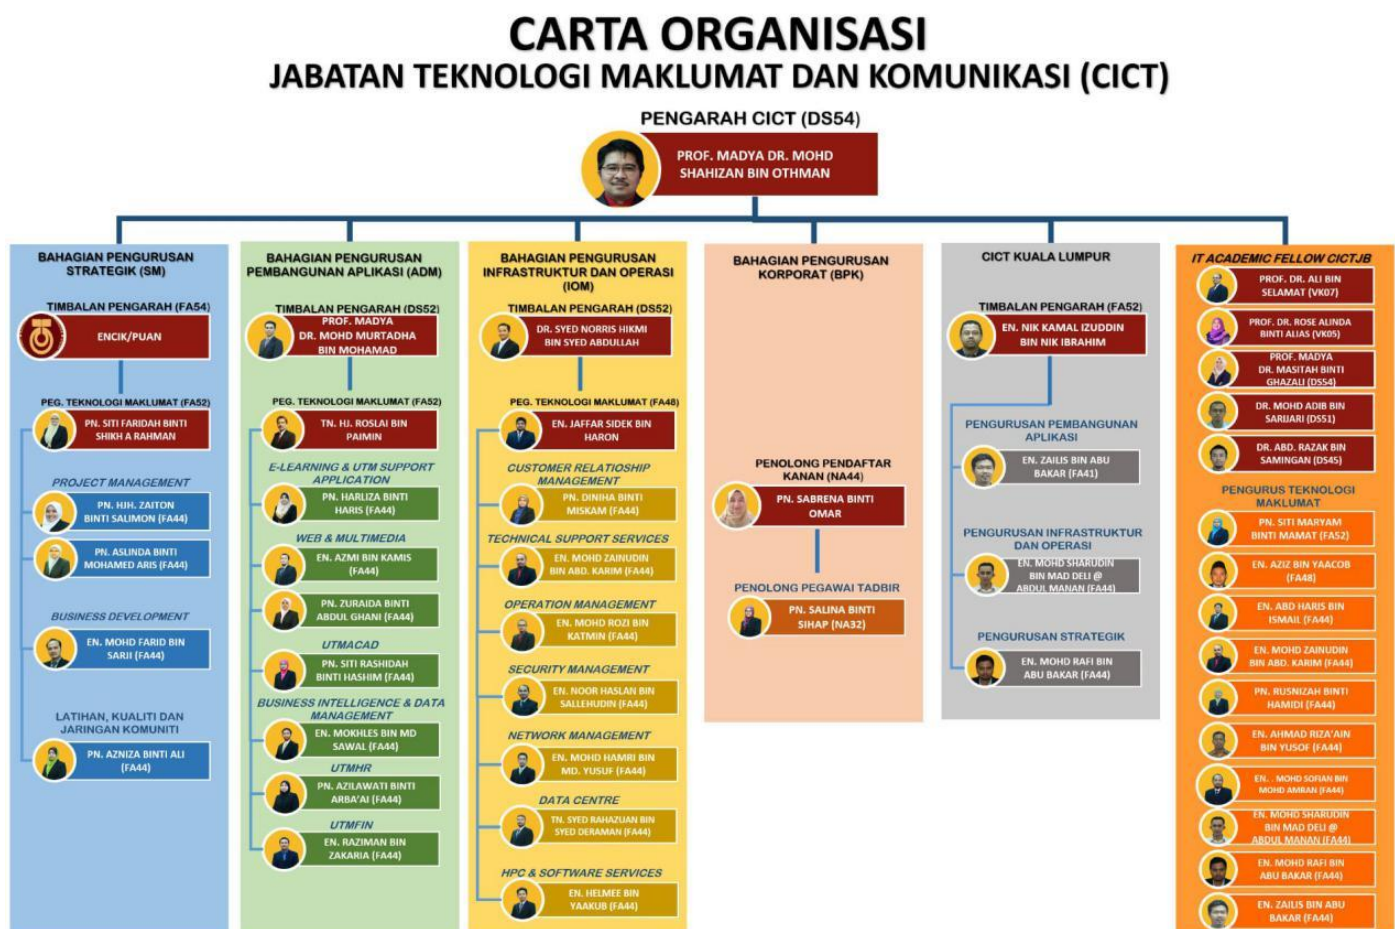 CARTA ORGANISASI
JABATAN TEKNOLOGI MAKLUMAT DAN KOMUNIKASI (CICT)
PENGARAH CICT (DS54)
PROF. MADYA DR. MOHD
SHAHIZAN BIN OTHMAN
BAHAGIAN PENGURUSAN
STRATEGIK (SM)
TIMBALAN PENGARAH (FA54)
ENCIK/PUAN
PEG. TEKNOLOGI MAKLUMAT (FA52)
PN. SITI FARIDAH BINTI
SHIKH A RAHMAN
PROJECT MANAGEMENT
PN. HJH. ZAITON
BINTI SALIMON (FA44)
PN. ASLINDA BINTI
MOHAMED ARIS (FA44)
BUSINESS DEVELOPMENT
EN. MOHD FARID BIN
SARJI (FA44)
LATIHAN, KUALITI DAN
JARINGAN KOMUNITI
PN. AZNIZA BINTI ALI
(FA44)
BAHAGIAN PENGURUSAN
PEMBANGUNAN APLIKASI (ADM)
TIMBALAN PENGARAH (DS52)
PROF. MADYA
DR. MOHD MURTADHA
BIN MOHAMAD
PEG. TEKNOLOGI MAKLUMAT (FA52)
TN. HJ. ROSLAI BIN
PAIMIN
E-LEARNING & UTM SUPPORT
APPLICATION
PN. HARLIZA BINTI
HARIS (FA44)
WEB & MULTIMEDIA
EN. AZMI BIN KAMIS
(FA44)
PN. ZURAIDA BINTI
ABDUL GHANI (FA44)
UTMACAD
PN. SITI RASHIDAH
BINTI HASHIM (FA44)
BUSINESS INTELLIGENCE & DATA
MANAGEMENT
EN. MOKHLES BIN MD
SAWAL (FA44)
UTMHR
PN. AZILAWATI BINTI
ARBA'AI (FA44)
UTMFIN
EN. RAZIMAN BIN
ZAKARIA (FA44)
BAHAGIAN PENGURUSAN
INFRASTRUKTUR DAN OPERASI
(IOM)
TIMBALAN PENGARAH (DS52)
DR. SYED NORRIS HIKMI
BIN SYED ABDULLAH
PEG. TEKNOLOGI MAKLUMAT (FA48)
EN. JAFFAR SIDEK BIN
HARON
CUSTOMER RELATIOSHIP
MANAGEMENT
PN. DINIHA BINTI
MISKAM (FA44)
TECHNICAL SUPPORT SERVICES
EN. MOHD ZAINUDIN
BIN ABD. KARIM (FA44)
OPERATION MANAGEMENT
EN. MOHD ROZI BIN
KATMIN (FA44)
SECURITY MANAGEMENT
EN. NOOR HASLAN BIN
SALLEHUDIN (FA44)
NETWORK MANAGEMENT
EN. MOHD HAMRI BIN
MD. YUSUF (FA44)
DATA CENTRE
TN. SYED RAHAZUAN BIN
SYED DERAMAN (FA44)
HPC & SOFTWARE SERVICES
EN. HELMEE BIN
YAAKUB (FA44)
BAHAGIAN PENGURUSAN
KORPORAT (BPK)
PENOLONG PENDAFTAR
KANAN (NA44)
PN. SABRENA BINTI
OMAR
PENOLONG PEGAWAI TADBIR
PN. SALINA BINTI
SIHAP (NA32)
CICT KUALA LUMPUR
TIMBALAN PENGARAH (FA52)
EN. NIK KAMAL IZUDDIN
BIN NIK IBRAHIM
PENGURUSAN PEMBANGUNAN
APLIKASI
EN. ZAILIS BIN ABU
BAKAR (FA41)
PENGURUSAN INFRASTRUKTUR
DAN OPERASI
EN. MOHD SHARUDIN
BIN MAD DELI @
ABDUL MANAN (FA44)
PENGURUSAN STRATEGIK
EN. MOHD RAFI BIN
ABU BAKAR (FA44)
IT ACADEMIC FELLOW CICTJB
PROF. DR. ALI BIN
SELAMAT (VK07)
PROF. DR. ROSE ALINDA
BINTI ALIAS (VK05)
PROF. MADYA
DR. MASITAH BINTI
GHAZALI (DS54)
DR. MOHD ADIB BIN
SARIJARI (DS51)
DR. ABD. RAZAK BIN
SAMINGAN (DS45)
PENGURUS TEKNOLOGI
MAKLUMAT
PN. SITI MARYAM
BINTI MAMAT (FA52)
EN. AZIZ BIN YAACOB
(FA48)
EN. ABD HARIS BIN
ISMAIL (FA44)
EN. MOHD ZAINUDIN
BIN ABD. KARIM (FA44)
PN. RUSNIZAH BINTI
HAMIDI (FA44)
EN. AHMAD RIZA'AIN
BIN YUSOF (FA44)
EN. . MOHD SOFIAN BIN
MOHD AMRAN (FA44)
EN. MOHD SHARUDIN
BIN MAD DELI @
ABDUL MANAN (FA44)
EN. MOHD RAFI BIN
ABU BAKAR (FA44)
EN. ZAILIS BIN ABU
BAKAR (FA44)